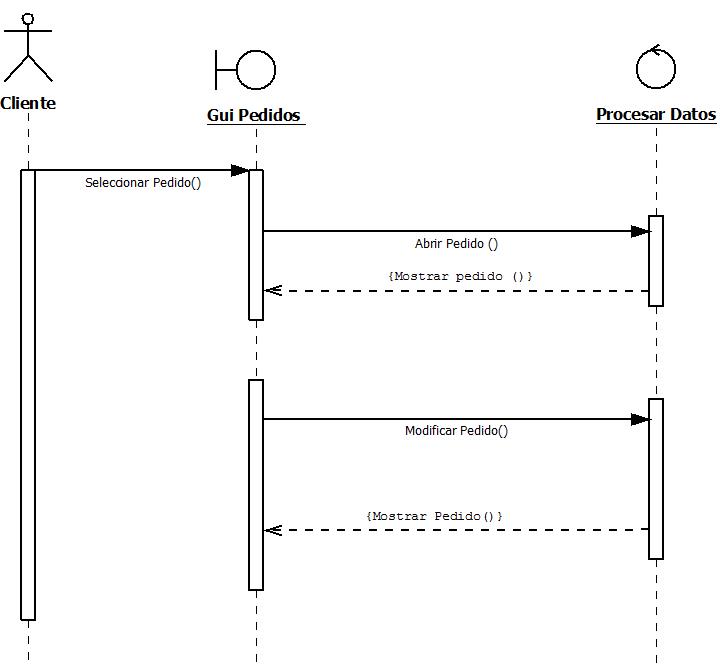 Cliente
Gui Pedidos
Procesar Datos
Seleccionar Pedido()
Abrir Pedido ()
{Mostrar pedido ()}
Modificar Pedido()
{Mostrar Pedido()}